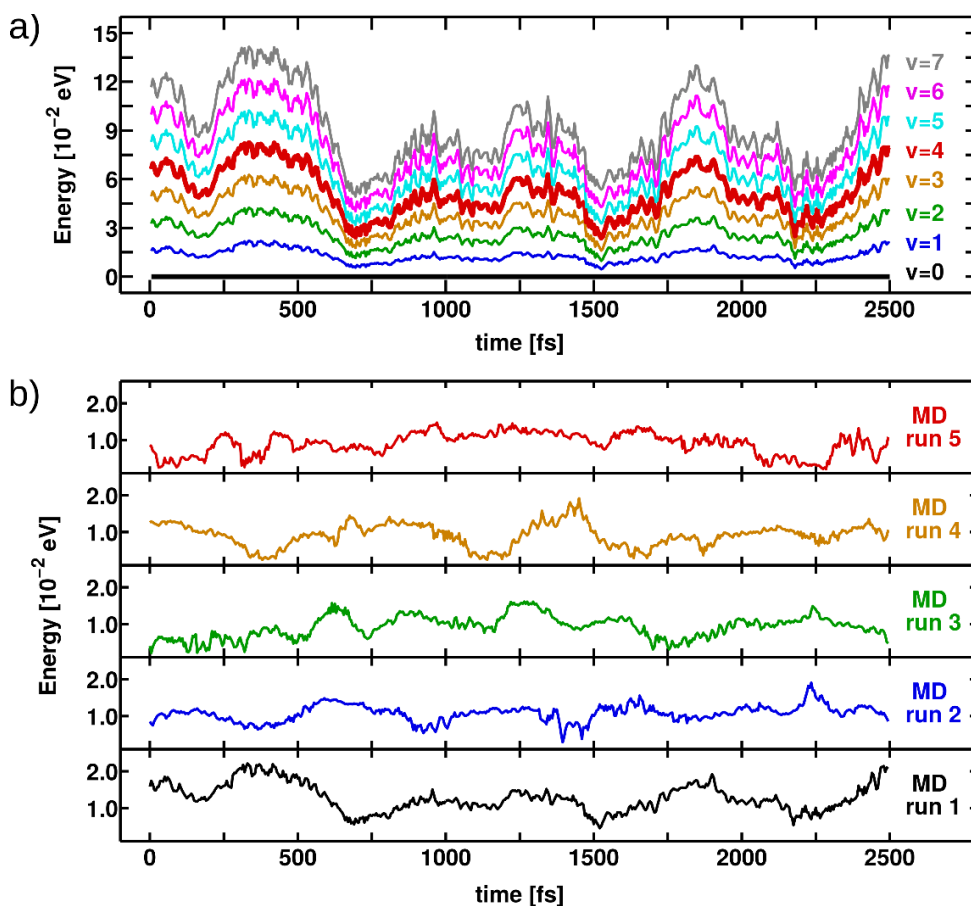 a)
Energy [10⁻² eV]
15
12
9
6
3
0
v=7
v=6
v=5
v=4
v=3
v=2
v=1
v=0
0 500 1000 1500 2000 2500
time [fs]
b)
Energy [10⁻² eV]
2.0
1.0
MD
run 5
2.0
1.0
MD
run 4
2.0
1.0
MD
run 3
2.0
1.0
MD
run 2
2.0
1.0
MD
run 1
0 500 1000 1500 2000 2500
time [fs]